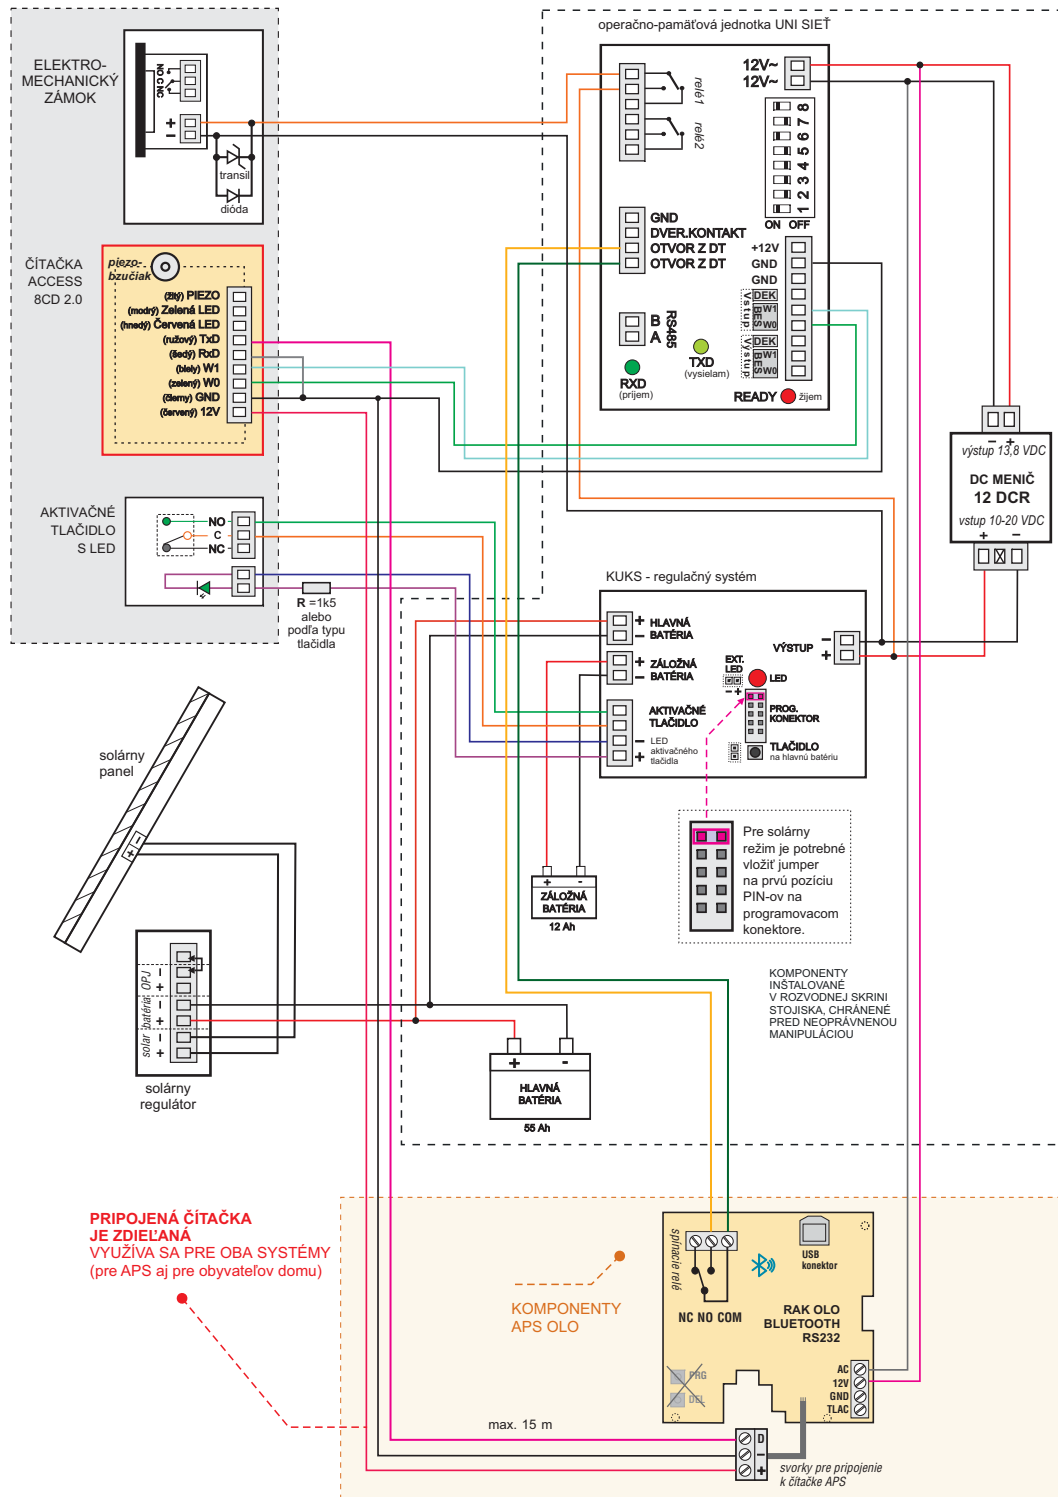 operačno-pamäťová jednotka UNI SIEŤ
ELEKTRO-
MECHANICKÝ
ZÁMOK
NO C NC
+
−
transil
dióda
relé1
relé2
12V~
12V~
8
7
6
5
4
3
2
1
ON OFF
GND
DVER.KONTAKT
OTVOR Z DT
OTVOR Z DT
+12V
GND
GND
Vstup
DEK
BES
W1
W0
Výstup
DEK
BES
W1
W0
B
A
RS485
RXD
(príjem)
TXD
(vysielam)
READY
žijem
ČÍTAČKA
ACCESS
8CD 2.0
piezo-
bzučiak
(žltý) PIEZO
(modrý) Zelená LED
(hnedý) Červená LED
(ružový) TxD
(šedý) RxD
(biely) W1
(zelený) W0
(čierny) GND
(červený) 12V
− +
výstup 13,8 VDC
DC MENIČ
12 DCR
vstup 10-20 VDC
+ −
AKTIVAČNÉ
TLAČIDLO
S LED
NO
C
NC
R =1k5
alebo
podľa typu
tlačidla
KUKS - regulačný systém
+ HLAVNÁ
− BATÉRIA
+ ZÁLOŽNÁ
− BATÉRIA
AKTIVAČNÉ
TLAČIDLO
− LED
aktivačného
+ tlačidla
VÝSTUP
−
+
EXT.
LED
− +
LED
PROG.
KONEKTOR
TLAČIDLO
na hlavnú batériu
Pre solárny
režim je potrebné
vložiť jumper
na prvú pozíciu
PIN-ov na
programovacom
konektore.
solárny
panel
−
+
+ -
ZÁLOŽNÁ
BATÉRIA
12 Ah
OPJ
−
+
batéria
−
+
solar
−
+
solárny
regulátor
+ -
HLAVNÁ
BATÉRIA
55 Ah
KOMPONENTY
INŠTALOVANÉ
V ROZVODNEJ SKRINI
STOJISKA, CHRÁNENÉ
PRED NEOPRÁVNENOU
MANIPULÁCIOU
PRIPOJENÁ ČÍTAČKA
JE ZDIEĽANÁ
VYUŽÍVA SA PRE OBA SYSTÉMY
(pre APS aj pre obyvateľov domu)
KOMPONENTY
APS OLO
spínacie relé
NC NO COM
USB
konektor
RAK OLO
BLUETOOTH
RS232
PRG
DEL
AC
12V
GND
TLAC
max. 15 m
D
−
+
svorky pre pripojenie
k čítačke APS